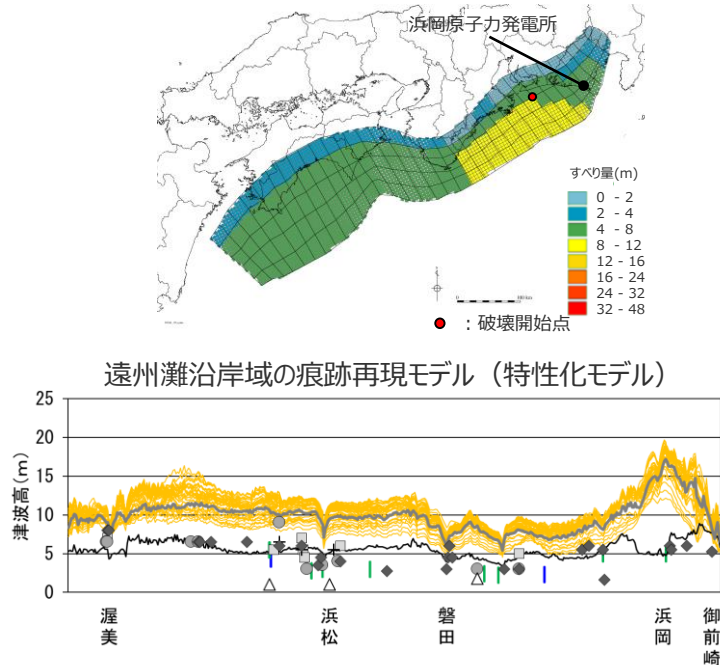 浜岡原子力発電所
すべり量(m)
0 - 2
2 - 4
4 - 8
8 - 12
12 - 16
16 - 24
24 - 32
32 - 48
：破壊開始点
遠州灘沿岸域の痕跡再現モデル（特性化モデル）
津波高(m)
25
20
15
10
5
0
渥美
浜松
磐田
浜岡
御前崎